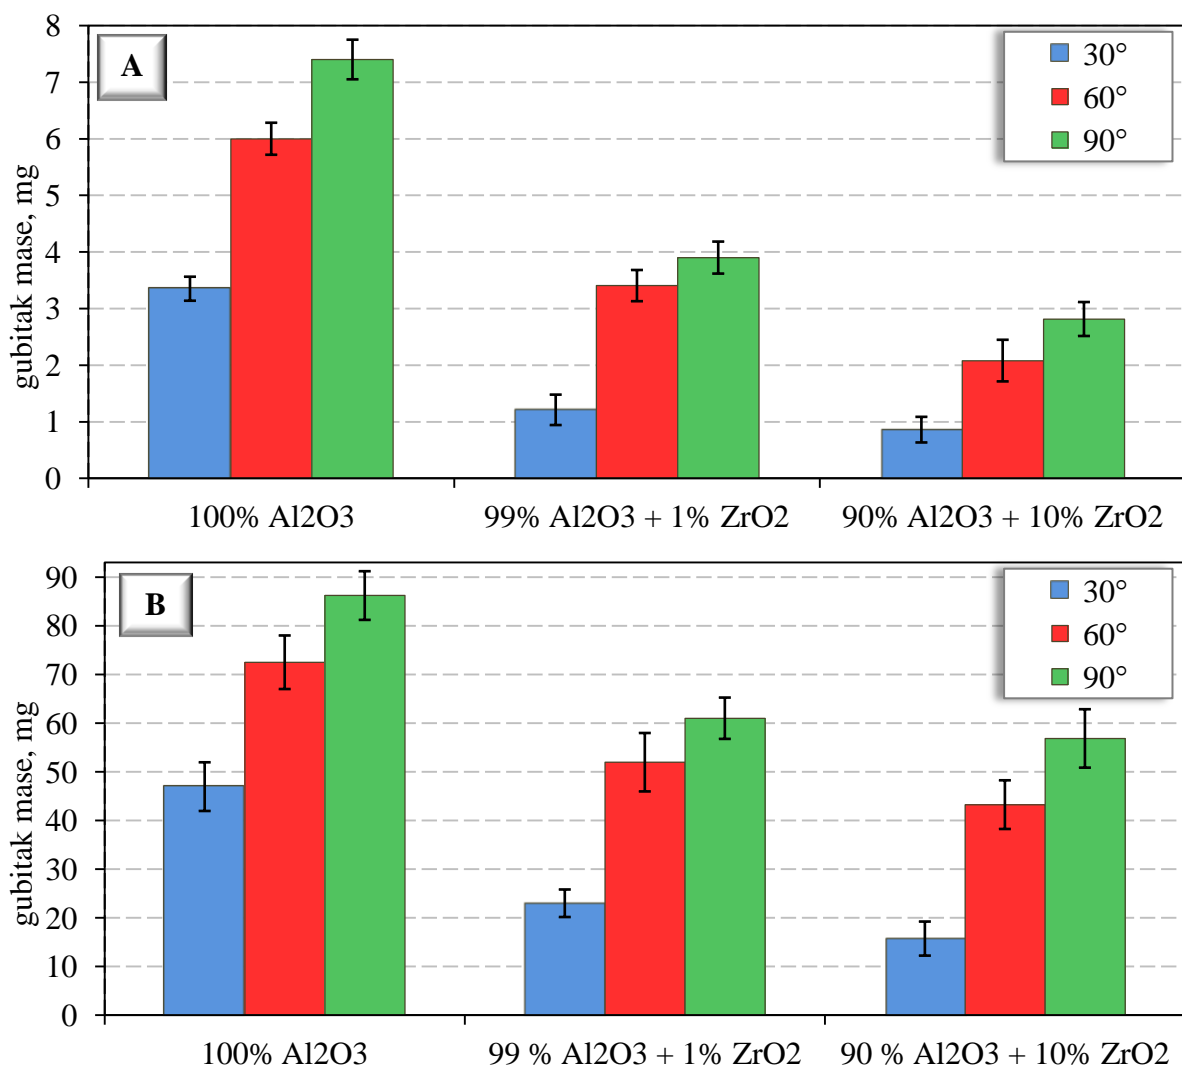 A
30°
60°
90°
gubitak mase, mg
8
7
6
5
4
3
2
1
0
100% Al2O3
99% Al2O3 + 1% ZrO2
90% Al2O3 + 10% ZrO2
B
30°
60°
90°
gubitak mase, mg
90
80
70
60
50
40
30
20
10
0
100% Al2O3
99 % Al2O3 + 1% ZrO2
90 % Al2O3 + 10% ZrO2